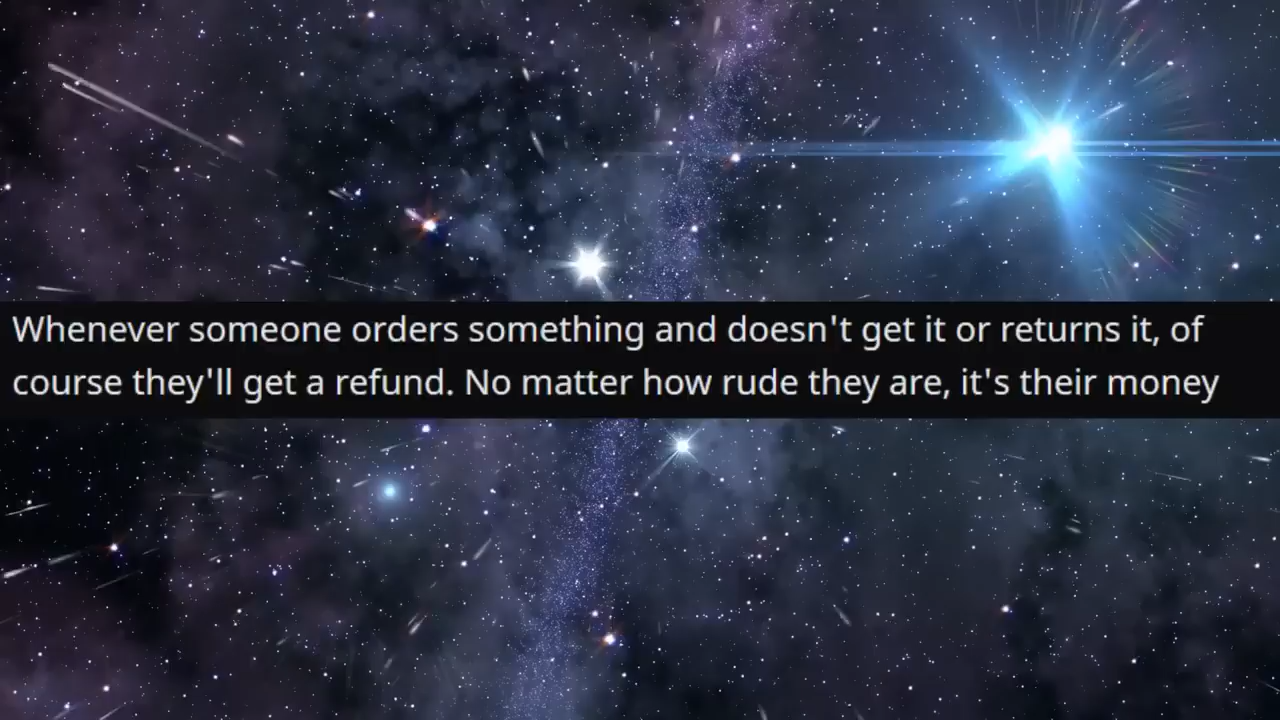 Whenever someone orders something and doesn't get it or returns it, of
course they'll get a refund. No matter how rude they are, it's their money